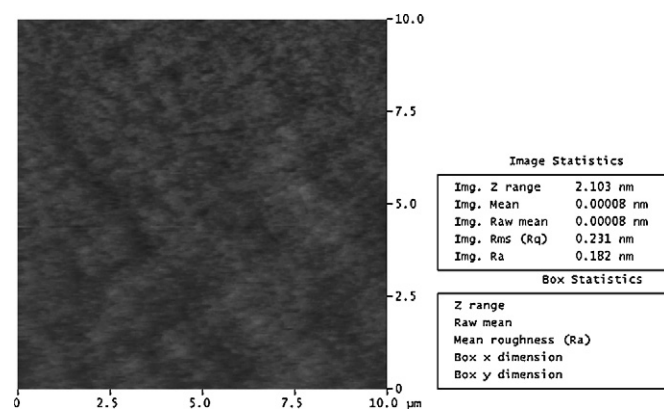 10.0
7.5
5.0
2.5
0
0 2.5 5.0 7.5 10.0 µm
Image Statistics
Img. Z range 2.103 nm
Img. Mean 0.00008 nm
Img. Raw mean 0.00008 nm
Img. Rms (Rq) 0.231 nm
Img. Ra 0.182 nm
Box Statistics
Z range
Raw mean
Mean roughness (Ra)
Box x dimension
Box y dimension